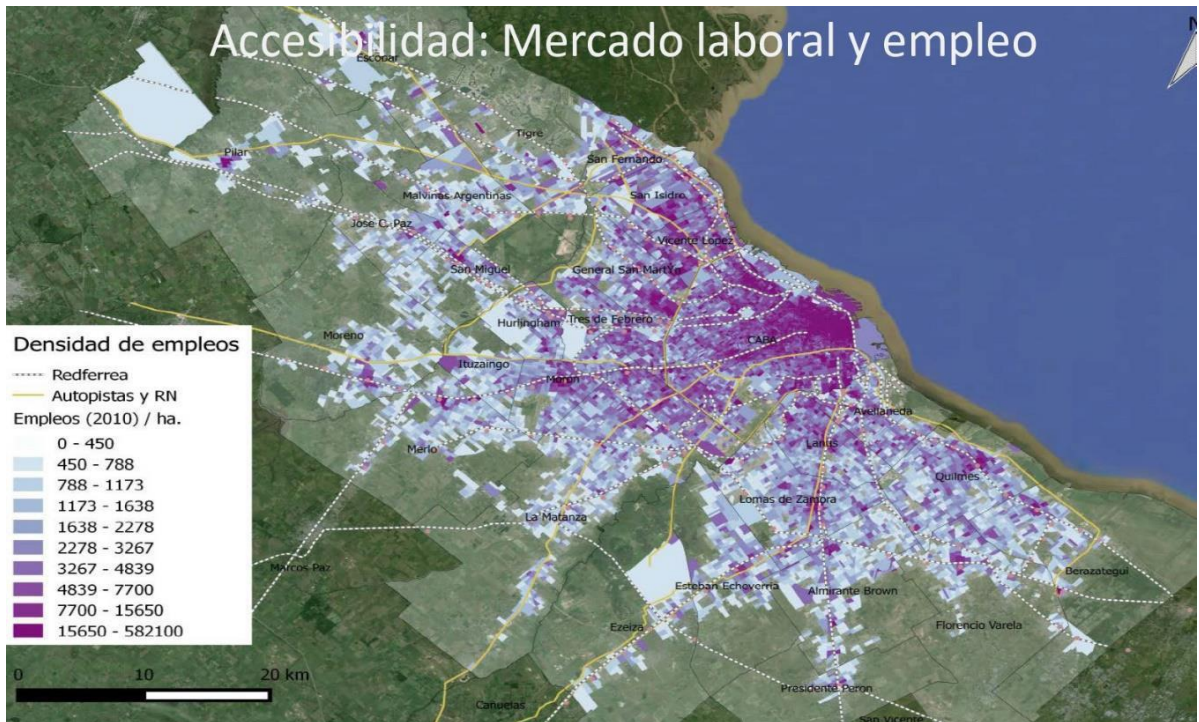 Accesibilidad: Mercado laboral y empleo
N
Escobar
Tigre
Pilar
San Fernando
Malvinas Argentinas
San Isidro
Jose C. Paz
Vicente Lopez
San Miguel
General San Martín
Hurlingham
Tres de Febrero
Moreno
CABA
Ituzaingo
Moron
Avellaneda
Merlo
Lanus
Quilmes
Lomas de Zamora
La Matanza
Marcos Paz
Esteban Echeverria
Berazategui
Almirante Brown
Ezeiza
Florencio Varela
Presidente Peron
Canuelas
San Vicente
Densidad de empleos
Redferrea
Autopistas y RN
Empleos (2010) / ha.
0 - 450
450 - 788
788 - 1173
1173 - 1638
1638 - 2278
2278 - 3267
3267 - 4839
4839 - 7700
7700 - 15650
15650 - 582100
0 10 20 km